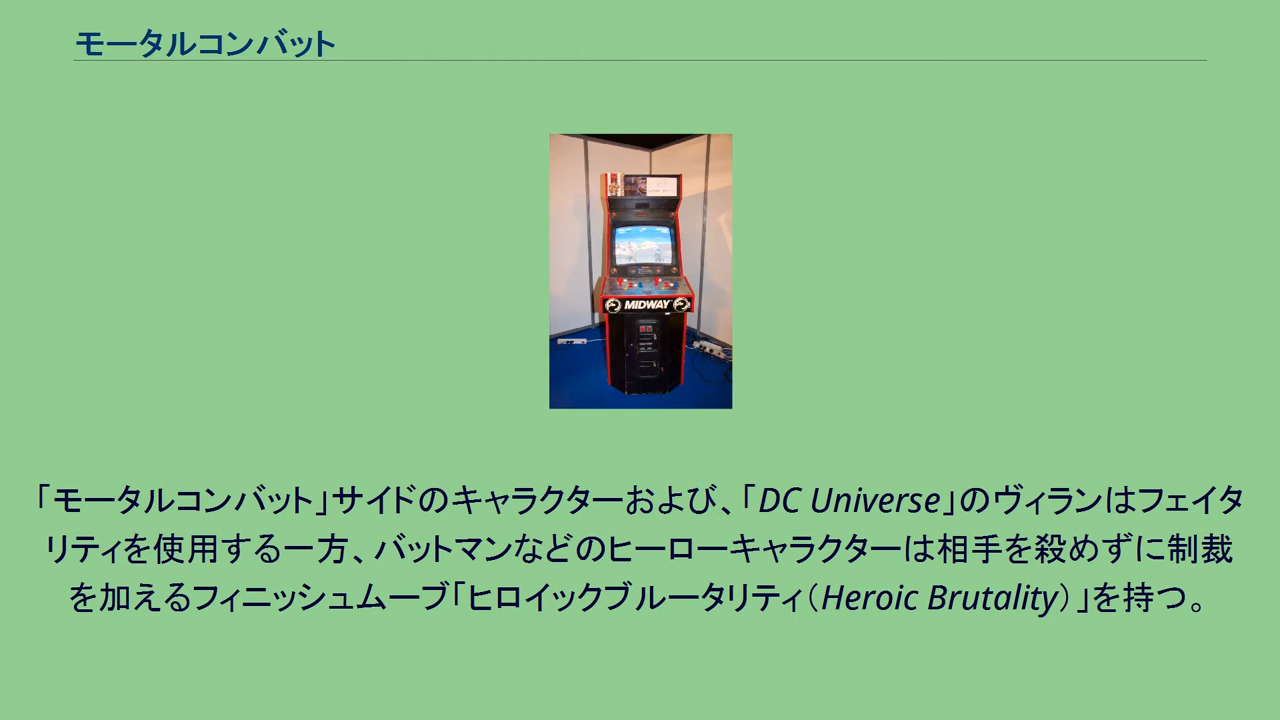 モータルコンバット
MIDWAY
「モータルコンバット」サイドのキャラクターおよび、「DC Universe」のヴィランはフェイタ
リティを使用する一方、バットマンなどのヒーローキャラクターは相手を殺めずに制裁
を加えるフィニッシュムーブ「ヒロイックブルータリティ（Heroic Brutality）」を持つ。